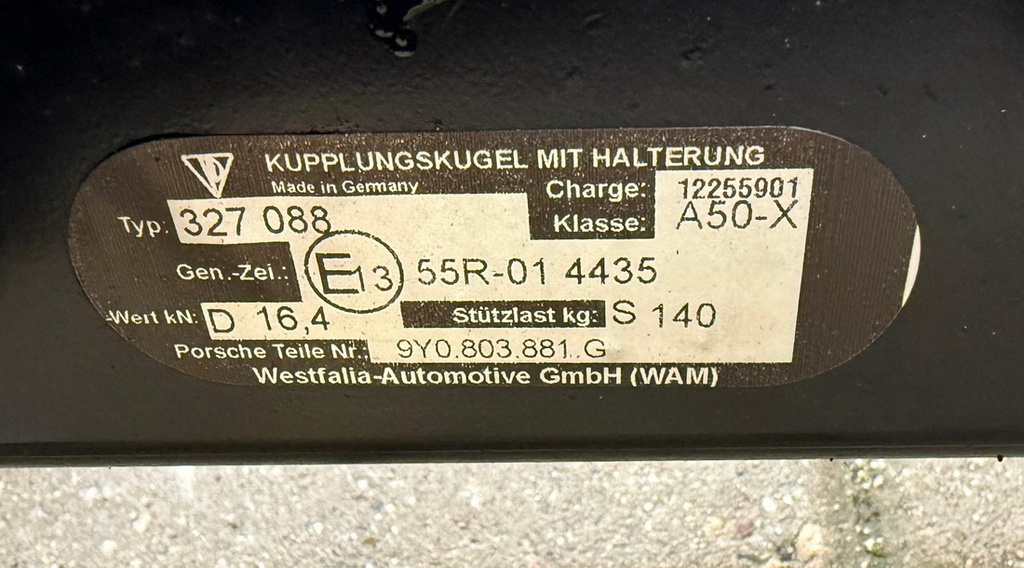 KUPPLUNGSKUGEL MIT HALTERUNG
Made in Germany
Charge: 12255901
Typ: 327 088
Klasse: A50-X
Gen.-Zei.: E13 55R-01 4435
-Wert kN: D 16,4 Stützlast kg: S 140
Porsche Teile Nr.: 9Y0.803.881..G
Westfalia-Automotive GmbH (WAM)